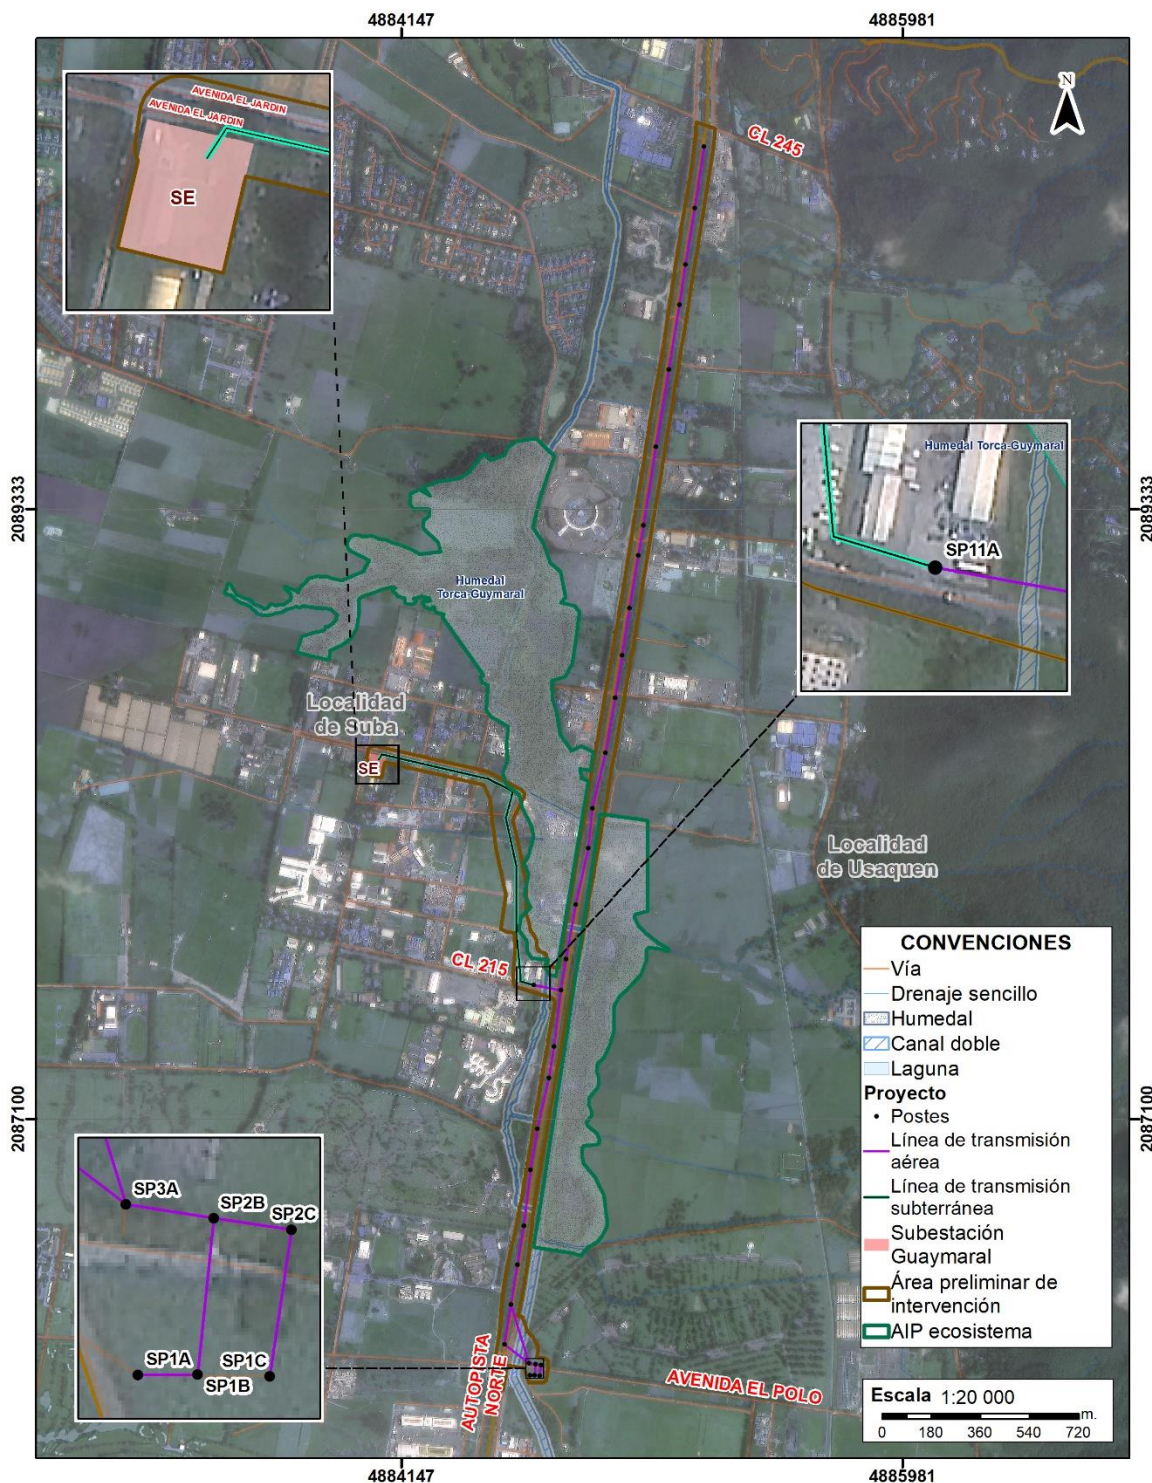 4884147
4885981
N
AVENIDA EL JARDIN
AVENIDA EL JARDIN
SE
CL 245
2089333
2089333
Humedal Torca-Guymaral
SP11A
Humedal
Torca-Guymaral
Localidad
de Suba
SE
Localidad
de Usaquen
CL 215
CONVENCIONES
Vía
Drenaje sencillo
Humedal
Canal doble
Laguna
Proyecto
Postes
Línea de transmisión
aérea
Línea de transmisión
subterránea
Subestación
Guaymaral
Área preliminar de
intervención
AIP ecosistema
2087100
2087100
SP3A
SP2B
SP2C
SP1A
SP1B
SP1C
AUTOPISTA
NORTE
AVENIDA EL POLO
Escala 1:20 000
m.
0 180 360 540 720
4884147
4885981